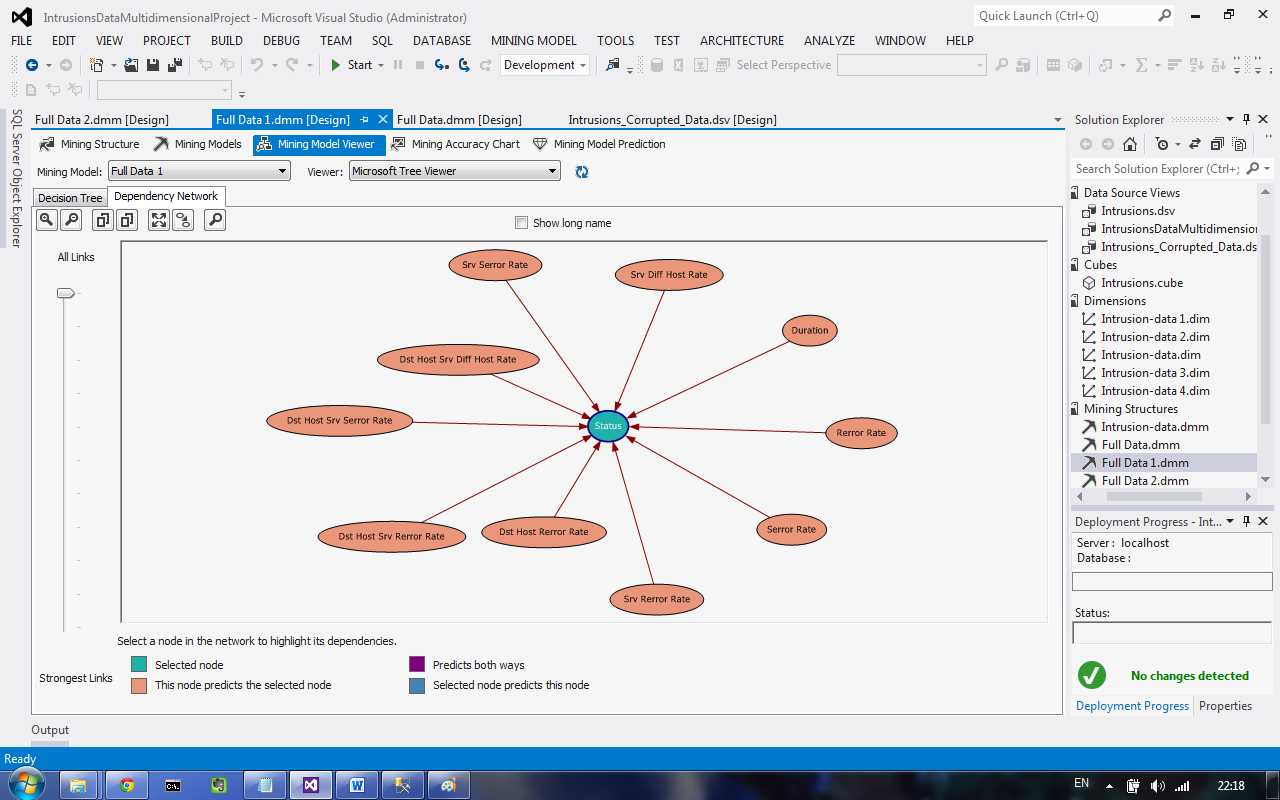 IntrusionsDataMultidimensionalProject - Microsoft Visual Studio (Administrator)
Quick Launch (Ctrl+Q)
FILE EDIT VIEW PROJECT BUILD DEBUG TEAM SQL DATABASE MINING MODEL TOOLS TEST ARCHITECTURE ANALYZE WINDOW HELP
Start Development Select Perspective
SQL Server Object Explorer
Full Data 2.dmm [Design] Full Data 1.dmm [Design] Full Data.dmm [Design] Intrusions_Corrupted_Data.dsv [Design]
Mining Structure Mining Models Mining Model Viewer Mining Accuracy Chart Mining Model Prediction
Mining Model: Full Data 1 Viewer: Microsoft Tree Viewer
Decision Tree Dependency Network
Show long name
All Links
Srv Serror Rate
Srv Diff Host Rate
Duration
Dst Host Srv Diff Host Rate
Dst Host Srv Serror Rate
Status
Rerror Rate
Dst Host Srv Rerror Rate
Dst Host Rerror Rate
Serror Rate
Srv Rerror Rate
Select a node in the network to highlight its dependencies.
Selected node Predicts both ways
Strongest Links
This node predicts the selected node Selected node predicts this node
Solution Explorer
Search Solution Explorer (Ctrl+;
Data Source Views
Intrusions.dsv
IntrusionsDataMultidimensio
Intrusions_Corrupted_Data.ds
Cubes
Intrusions.cube
Dimensions
Intrusion-data 1.dim
Intrusion-data 2.dim
Intrusion-data.dim
Intrusion-data 3.dim
Intrusion-data 4.dim
Mining Structures
Intrusion-data.dmm
Full Data.dmm
Full Data 1.dmm
Full Data 2.dmm
Deployment Progress - Int...
Server : localhost
Database :
Status:
No changes detected
Deployment Progress Properties
Output
Ready
EN 22:18